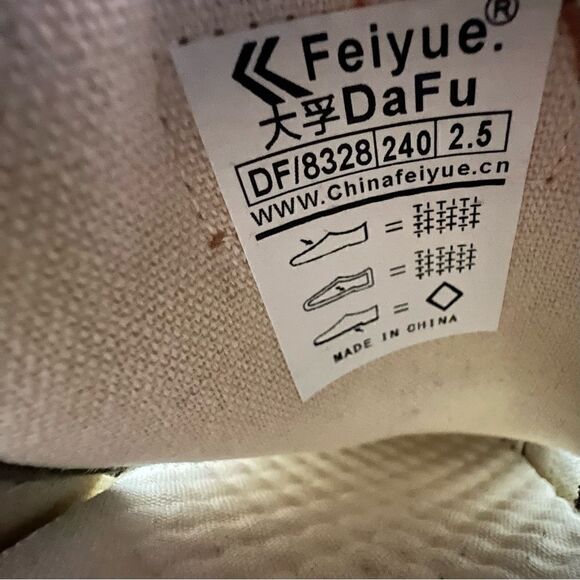 Feiyue.®
大孚DaFu
DF/8328 240 2.5
WWW.Chinafeiyue.cn
=
=
=
MADE IN CHINA